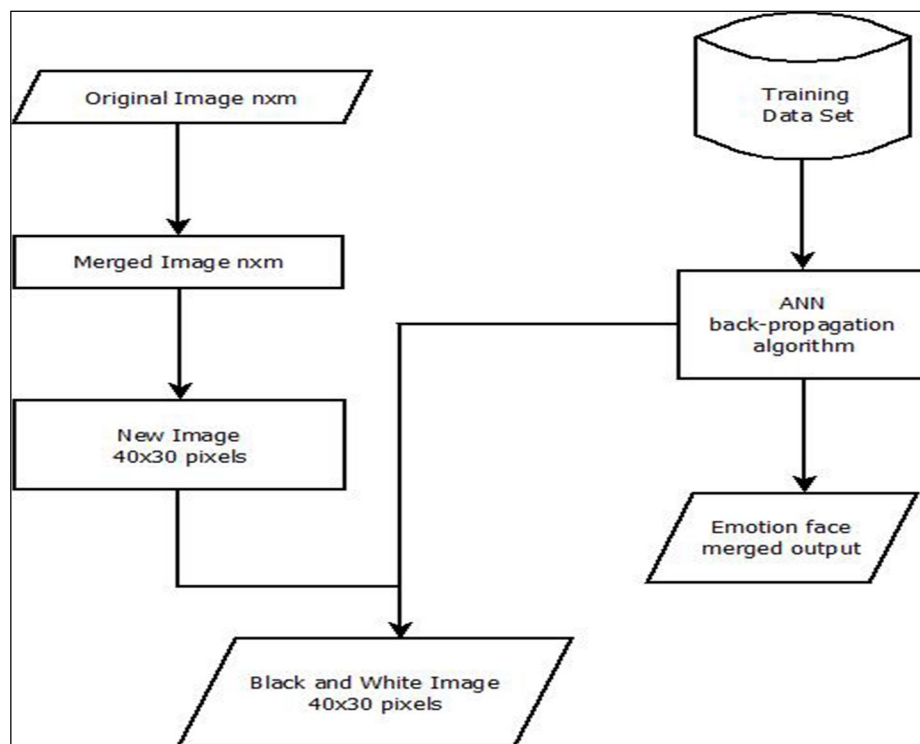 Original Image nxm
Merged Image nxm
New Image
40x30 pixels
Black and White Image
40x30 pixels
Training
Data Set
ANN
back-propagation
algorithm
Emotion face
merged output